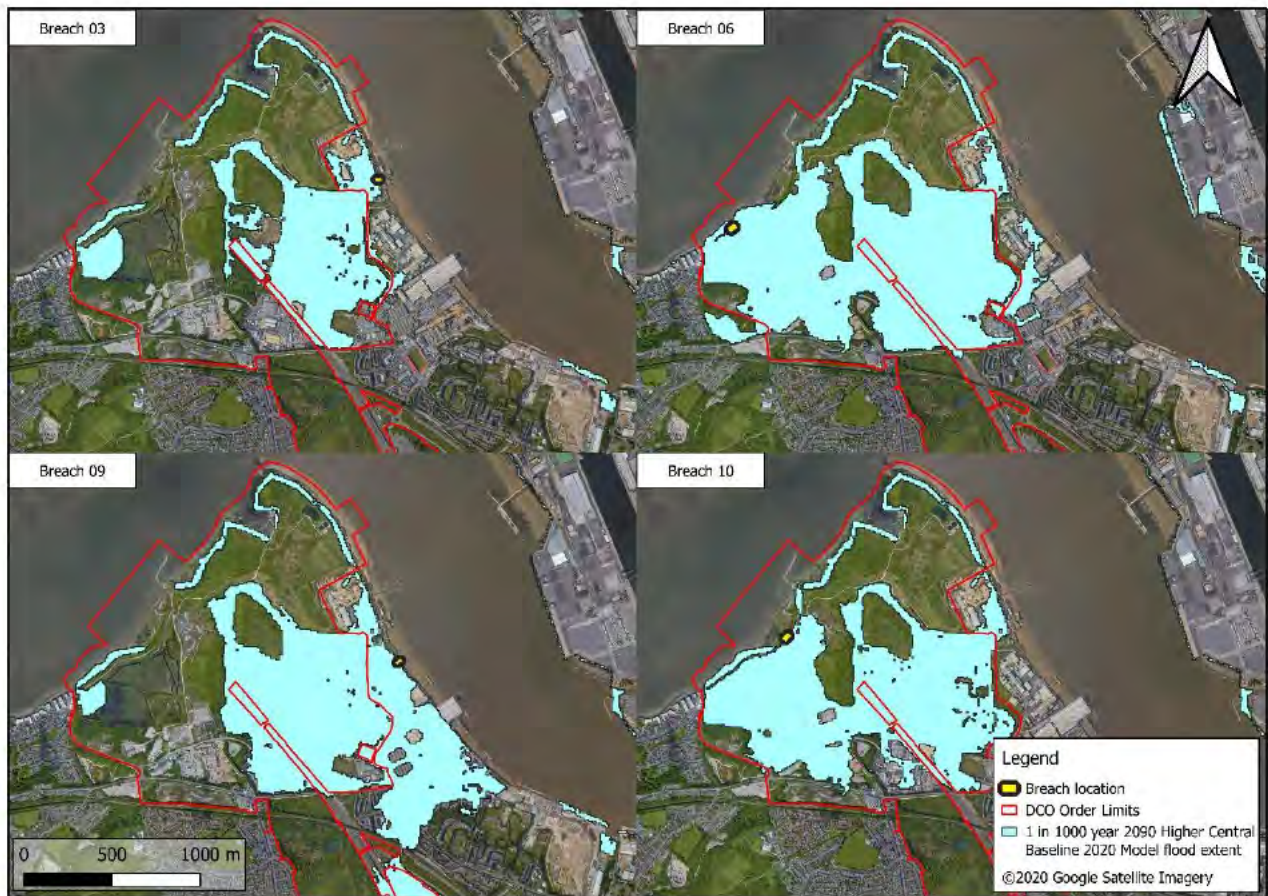 Breach 03
Breach 06
Breach 09
Breach 10
0 500 1000 m
Legend
Breach location
DCO Order Limits
1 in 1000 year 2090 Higher Central
Baseline 2020 Model flood extent
©2020 Google Satellite Imagery